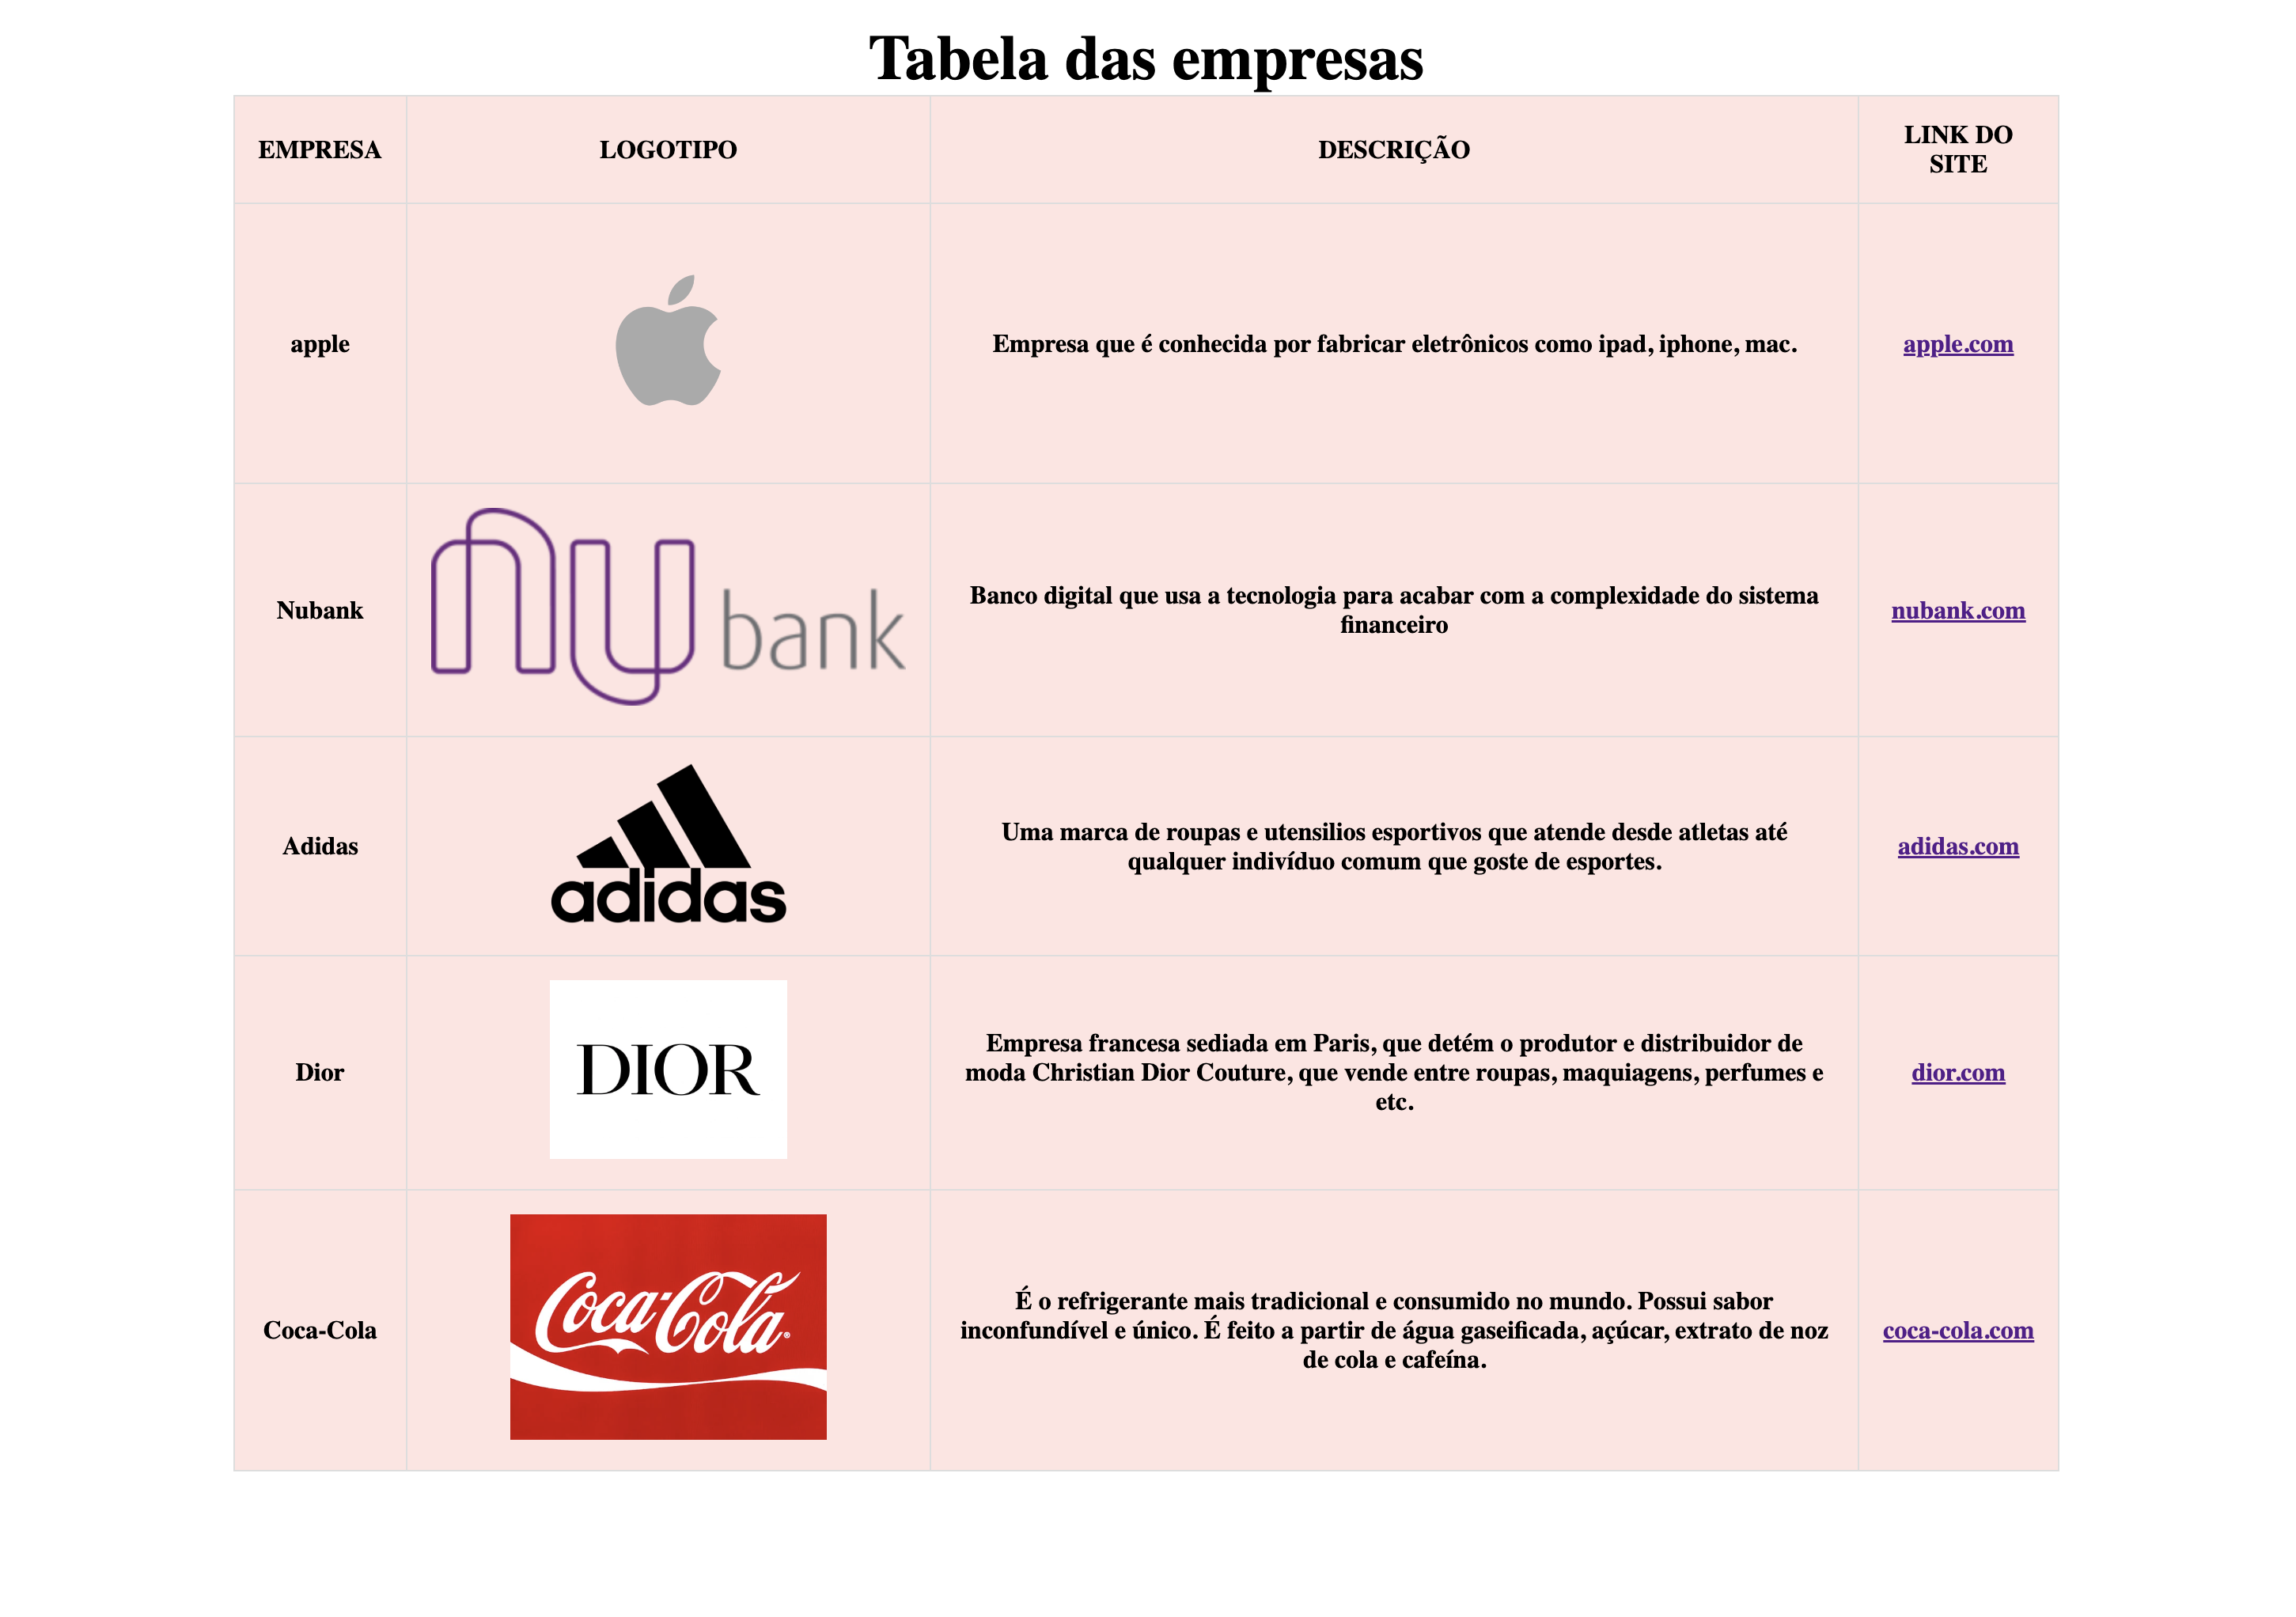 Tabela das empresas
EMPRESA
LOGOTIPO
DESCRIÇÃO
LINK DO
SITE
apple
Empresa que é conhecida por fabricar eletrônicos como ipad, iphone, mac.
apple.com
Nubank
nu bank
Banco digital que usa a tecnologia para acabar com a complexidade do sistema
financeiro
nubank.com
Adidas
adidas
Uma marca de roupas e utensilios esportivos que atende desde atletas até
qualquer indivíduo comum que goste de esportes.
adidas.com
Dior
DIOR
Empresa francesa sediada em Paris, que detém o produtor e distribuidor de
moda Christian Dior Couture, que vende entre roupas, maquiagens, perfumes e
etc.
dior.com
Coca-Cola
Coca-Cola®
É o refrigerante mais tradicional e consumido no mundo. Possui sabor
inconfundível e único. É feito a partir de água gaseificada, açúcar, extrato de noz
de cola e cafeína.
coca-cola.com